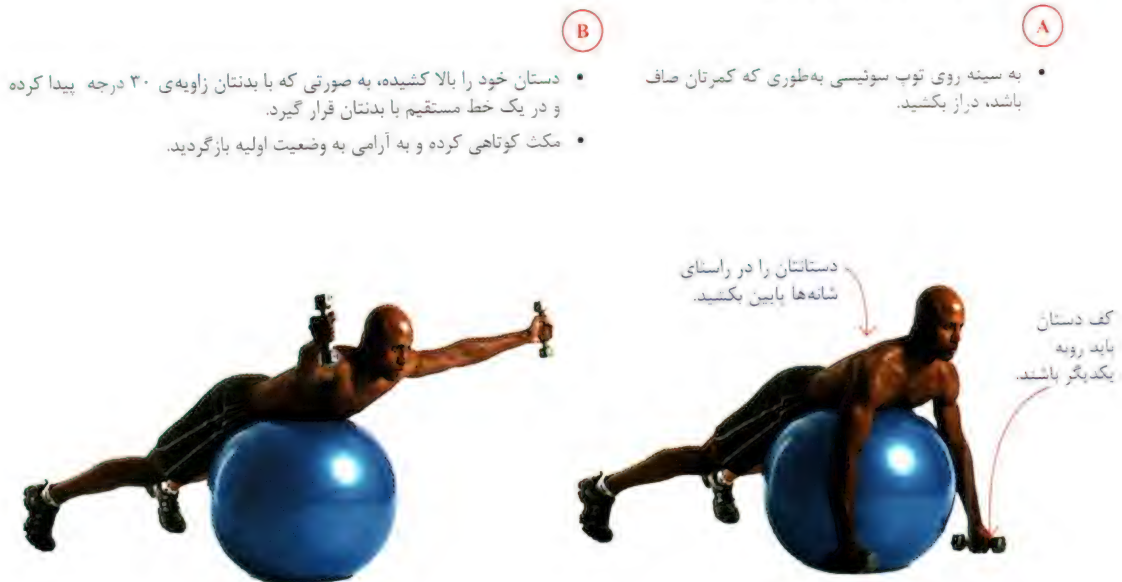 A
• به سینه روی توپ سوئیسی به‌طوری که کمرتان صاف
باشد، دراز بکشید.
B
• دستان خود را بالا کشیده، به صورتی که با بدنتان زاویه‌ی ۳۰ درجه پیدا کرده
و در یک خط مستقیم با بدنتان قرار گیرد.
• مکث کوتاهی کرده و به آرامی به وضعیت اولیه بازگردید.
دستانتان را در راستای
شانه‌ها پایین بکشید.
کف دستان
باید روبه
یکدیگر باشند.